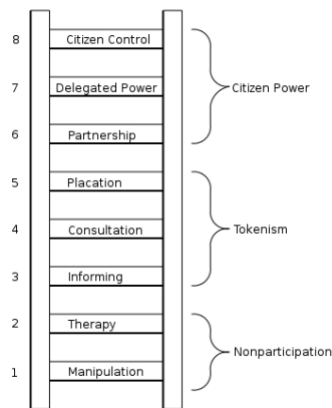 8 Citizen Control
7 Delegated Power Citizen Power
6 Partnership
5 Placation
4 Consultation Tokenism
3 Informing
2 Therapy
Nonparticipation
1 Manipulation